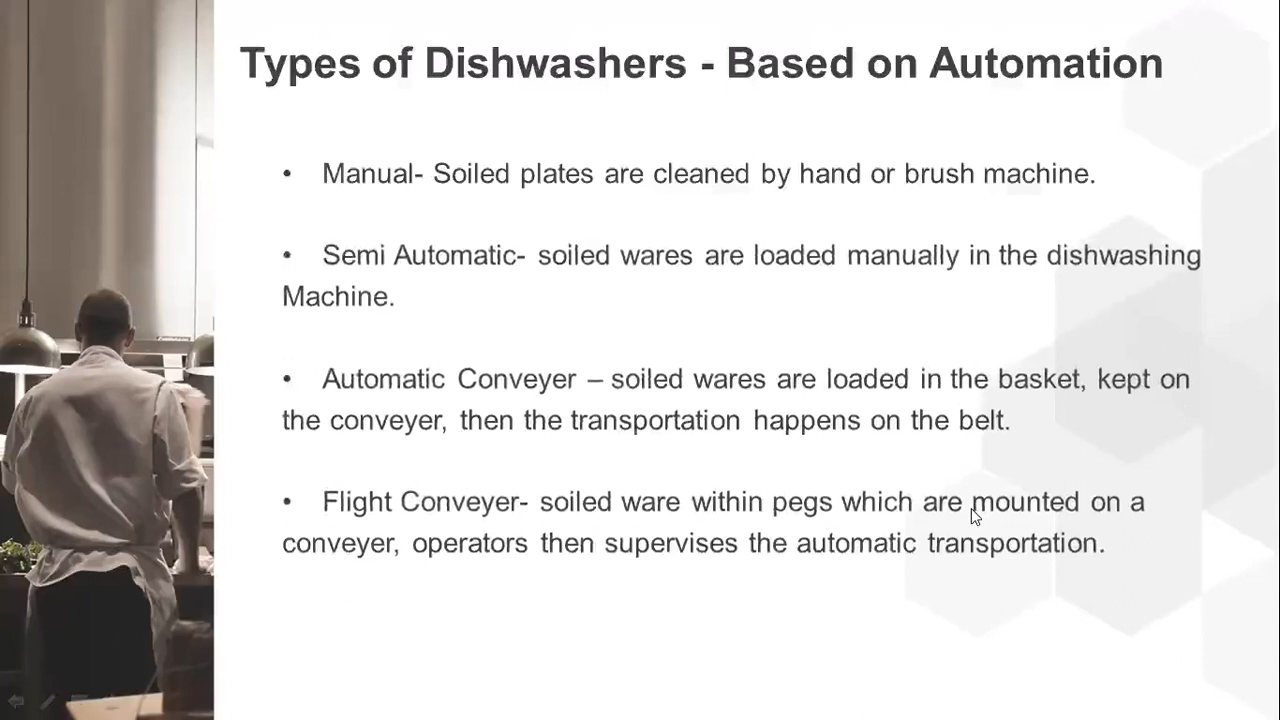 Types of Dishwashers - Based on Automation
• Manual- Soiled plates are cleaned by hand or brush machine.
• Semi Automatic- soiled wares are loaded manually in the dishwashing
Machine.
• Automatic Conveyer – soiled wares are loaded in the basket, kept on
the conveyer, then the transportation happens on the belt.
• Flight Conveyer- soiled ware within pegs which are mounted on a
conveyer, operators then supervises the automatic transportation.